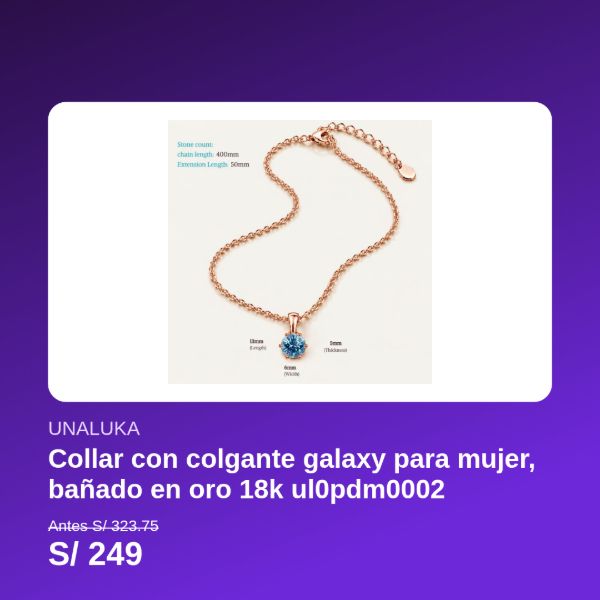 Stone count:
chain length: 400mm
Extension Length: 50mm
(Length)
5mm
(Thickness)
6mm
(Width)
UNALUKA
Collar con colgante galaxy para mujer,
bañado en oro 18k ul0pdm0002
Antes S/ 323.75
S/ 249